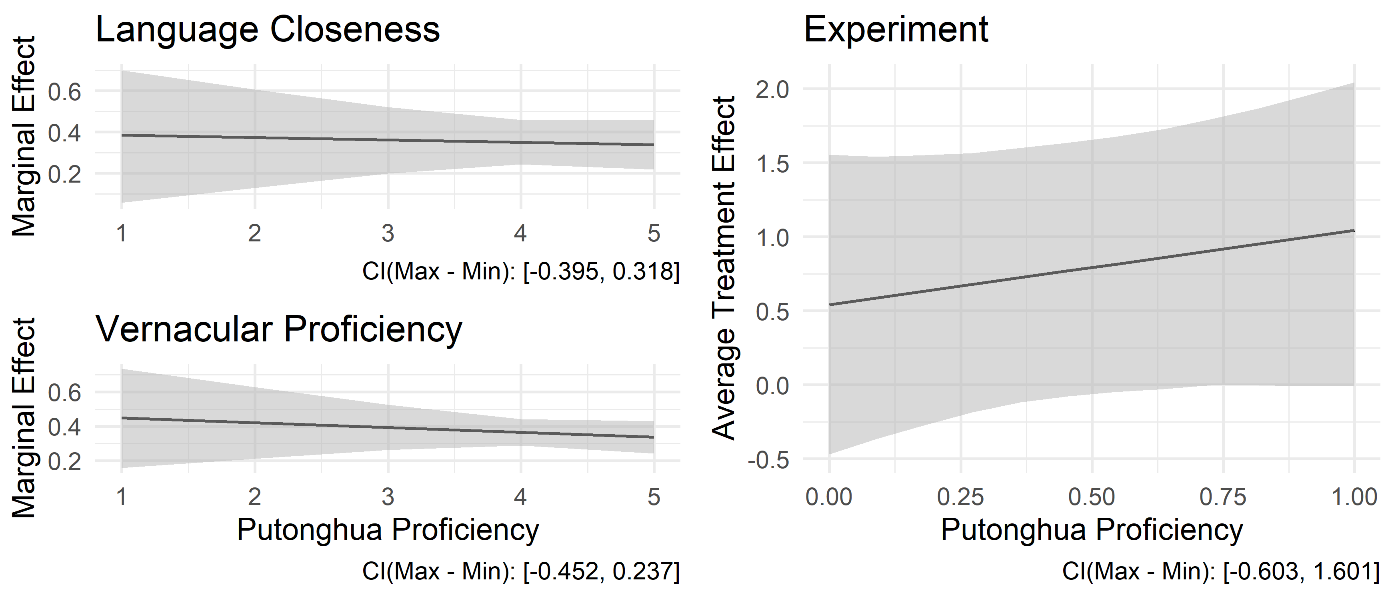 Language Closeness
Marginal Effect
0.6
0.4
0.2
1 2 3 4 5
CI(Max - Min): [-0.395, 0.318]
Vernacular Proficiency
Marginal Effect
0.6
0.4
0.2
1 2 3 4 5
Putonghua Proficiency
CI(Max - Min): [-0.452, 0.237]
Experiment
Average Treatment Effect
2.0
1.5
1.0
0.5
0.0
-0.5
0.00 0.25 0.50 0.75 1.00
Putonghua Proficiency
CI(Max - Min): [-0.603, 1.601]